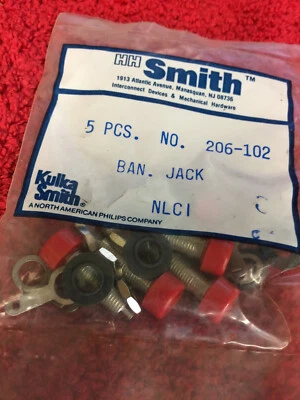 HH Smith™
1913 Atlantic Avenue, Manasquan, NJ 08736
Interconnect Devices & Mechanical Hardware
5 PCS. NO. 206-102
BAN. JACK
NLCI
Kulka
Smith®
A NORTH AMERICAN PHILIPS COMPANY